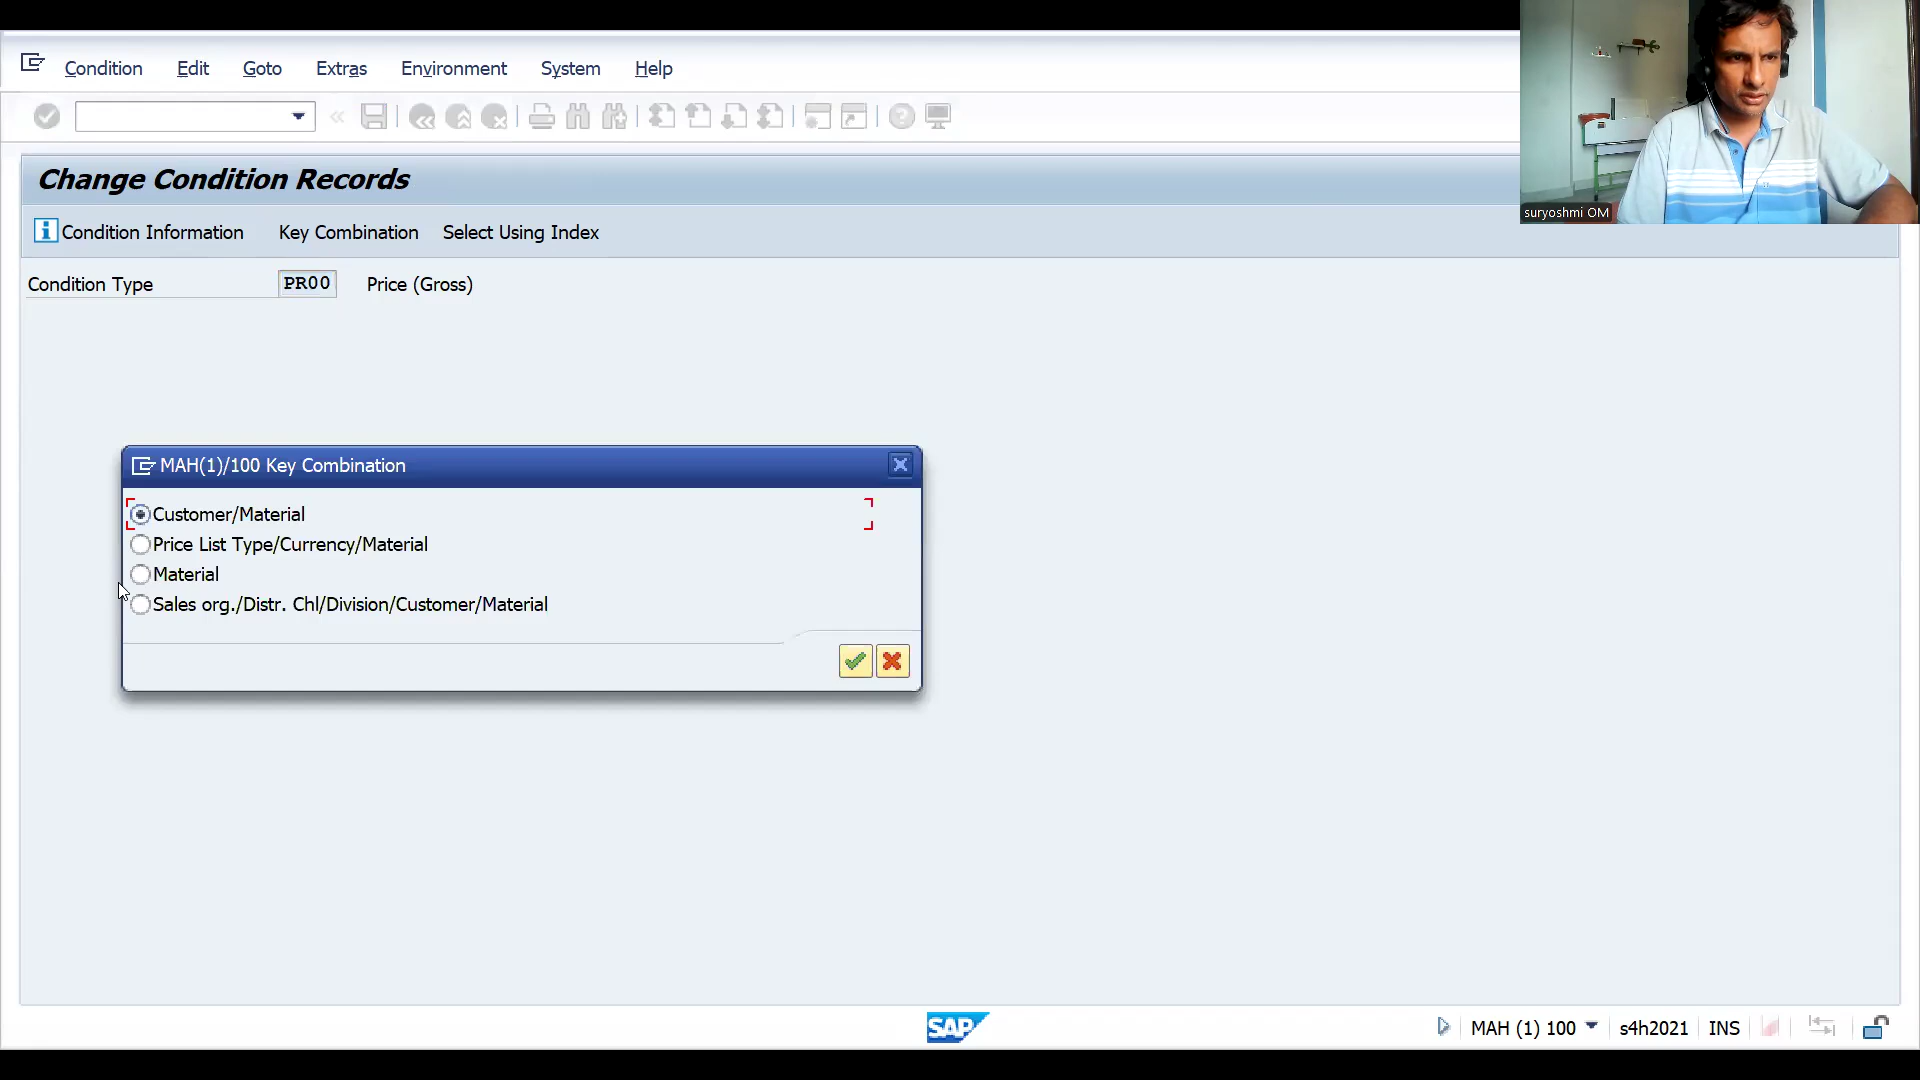 Condition Edit Goto Extras Environment System Help
Change Condition Records
Condition Information Key Combination Select Using Index
Condition Type PR00 Price (Gross)
MAH(1)/100 Key Combination
Customer/Material
Price List Type/Currency/Material
Material
Sales org./Distr. Chl/Division/Customer/Material
suryoshmi OM
SAP MAH (1) 100 s4h2021 INS